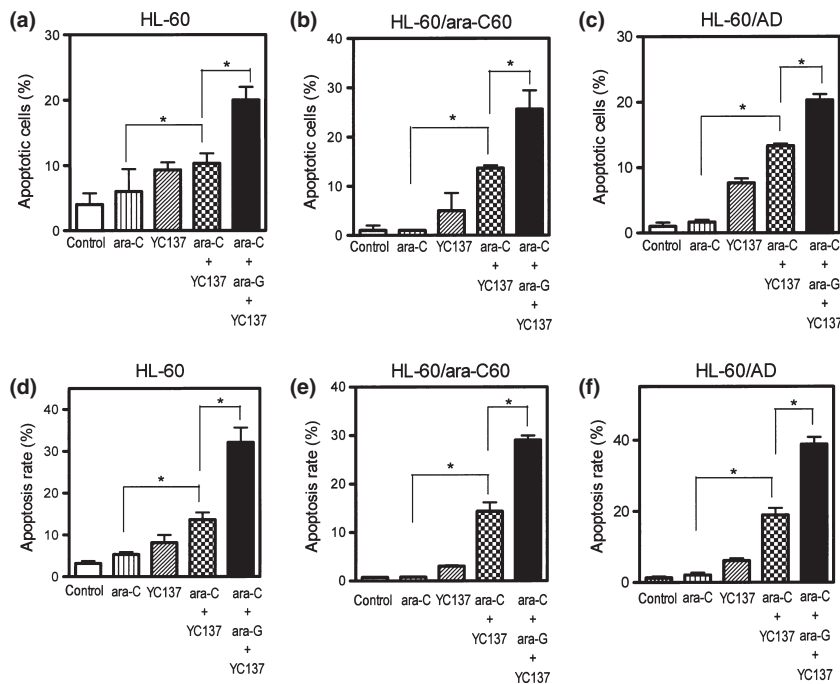 (a)
HL-60
Apoptotic cells (%)
30
20
10
0
*
*
Control
ara-C
YC137
ara-C
+
YC137
ara-C
+
ara-G
+
YC137
(b)
HL-60/ara-C60
Apoptotic cells (%)
40
30
20
10
0
*
*
Control
ara-C
YC137
ara-C
+
YC137
ara-C
+
ara-G
+
YC137
(c)
HL-60/AD
Apoptotic cells (%)
30
20
10
0
*
*
Control
ara-C
YC137
ara-C
+
YC137
ara-C
+
ara-G
+
YC137
(d)
HL-60
Apoptosis rate (%)
40
30
20
10
0
*
*
Control
ara-C
YC137
ara-C
+
YC137
ara-C
+
ara-G
+
YC137
(e)
HL-60/ara-C60
Apoptosis rate (%)
40
30
20
10
0
*
*
Control
ara-C
YC137
ara-C
+
YC137
ara-C
+
ara-G
+
YC137
(f)
HL-60/AD
Apoptosis rate (%)
40
20
0
*
*
Control
ara-C
YC137
ara-C
+
YC137
ara-C
+
ara-G
+
YC137